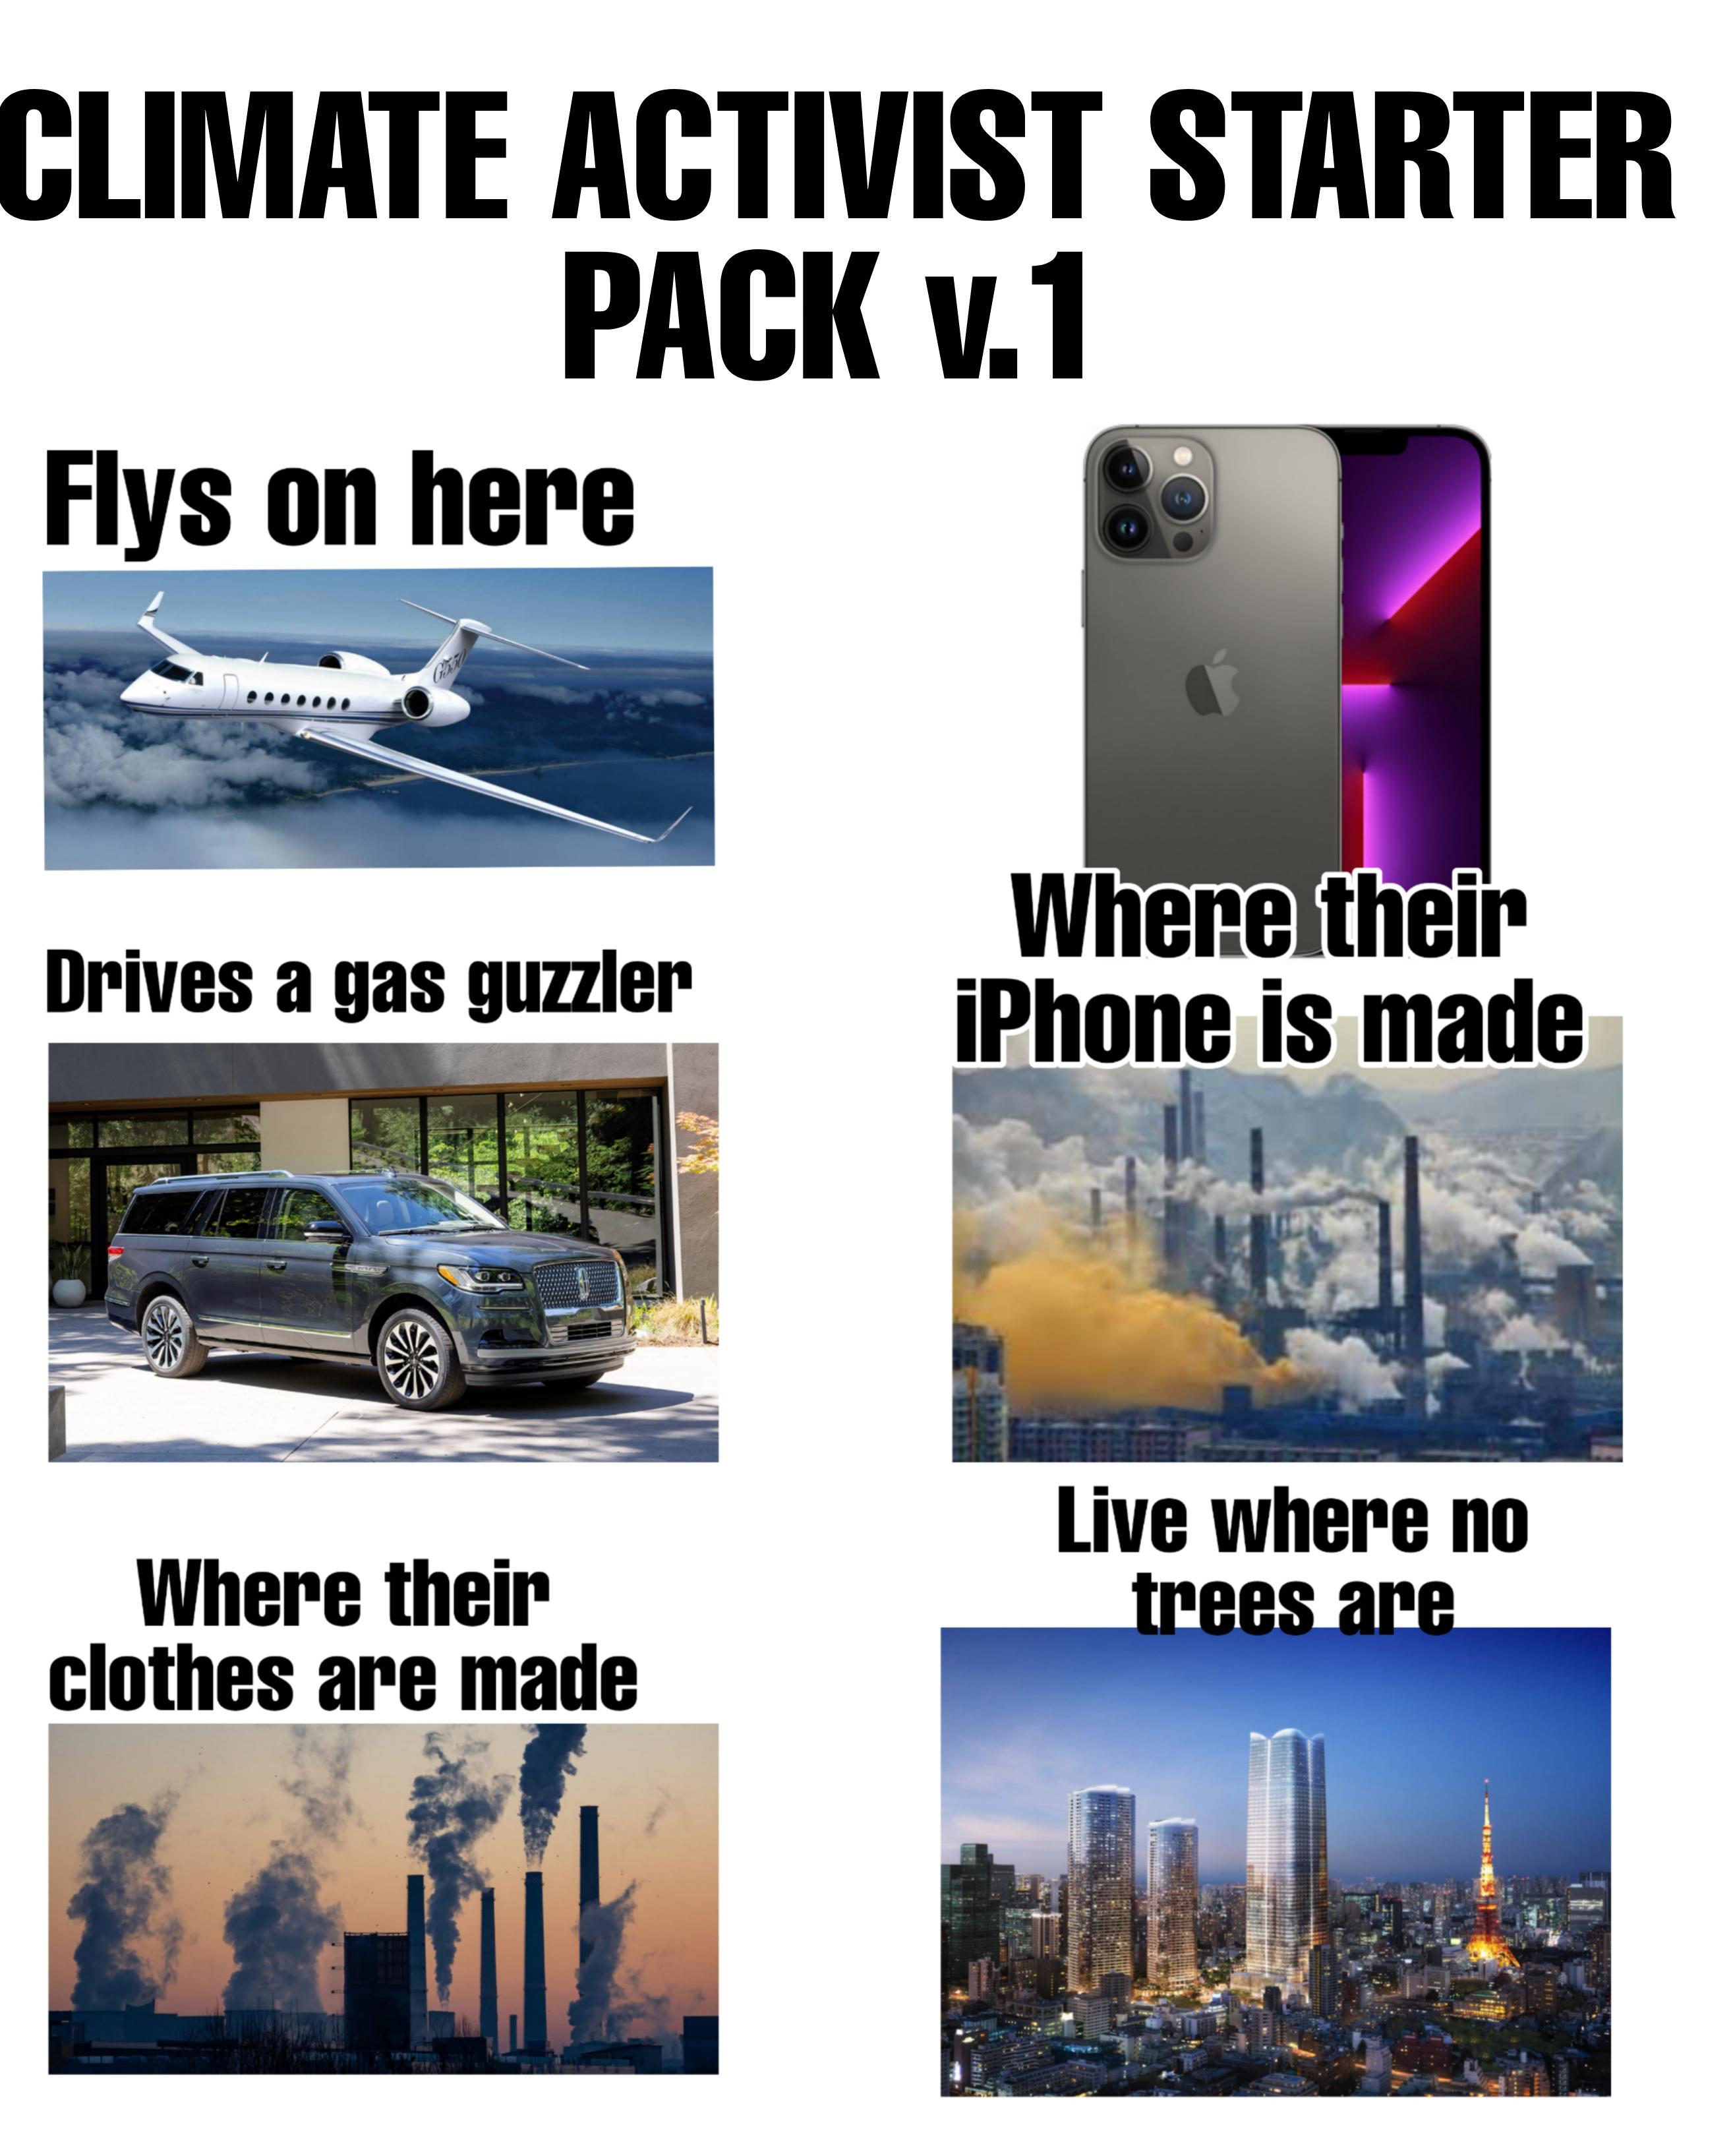 CLIMATE ACTIVIST STARTER
PACK v.1
Flys on here
G550
Drives a gas guzzler
Where their
clothes are made
Where their
iPhone is made
Live where no
trees are